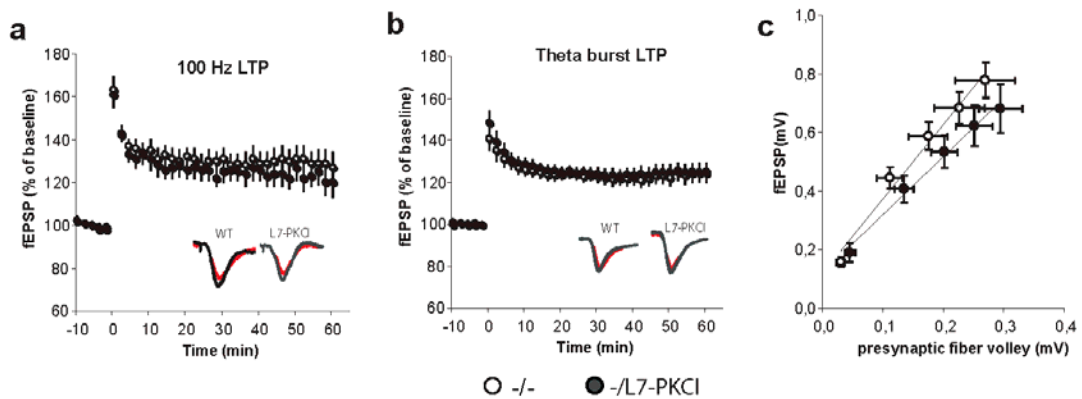 a
100 Hz LTP
fEPSP (% of baseline)
180
160
140
120
100
80
60
WT
L7-PKCI
-10 0 10 20 30 40 50 60
Time (min)
b
Theta burst LTP
fEPSP (% of baseline)
180
160
140
120
100
80
60
WT
L7-PKCI
-10 0 10 20 30 40 50 60
Time (min)
c
fEPSP(mV)
1,0
0,8
0,6
0,4
0,2
0,0
0,0 0,1 0,2 0,3 0,4
presynaptic fiber volley (mV)
-/- -/L7-PKCI